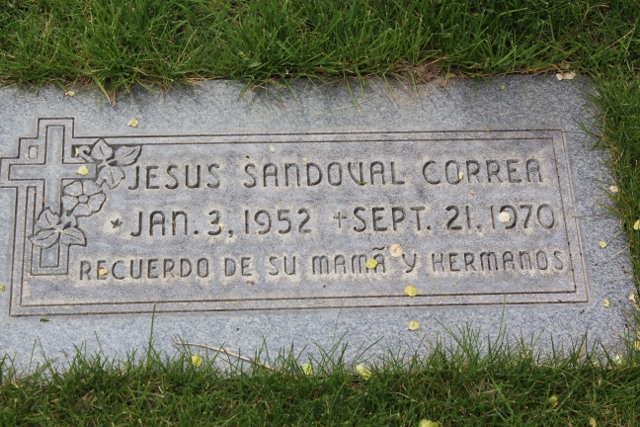 JESUS SANDOVAL CORREA
*JAN. 3, 1952 +SEPT. 21, 1970
RECUERDO DE SU MAMÃ Y HERMANOS